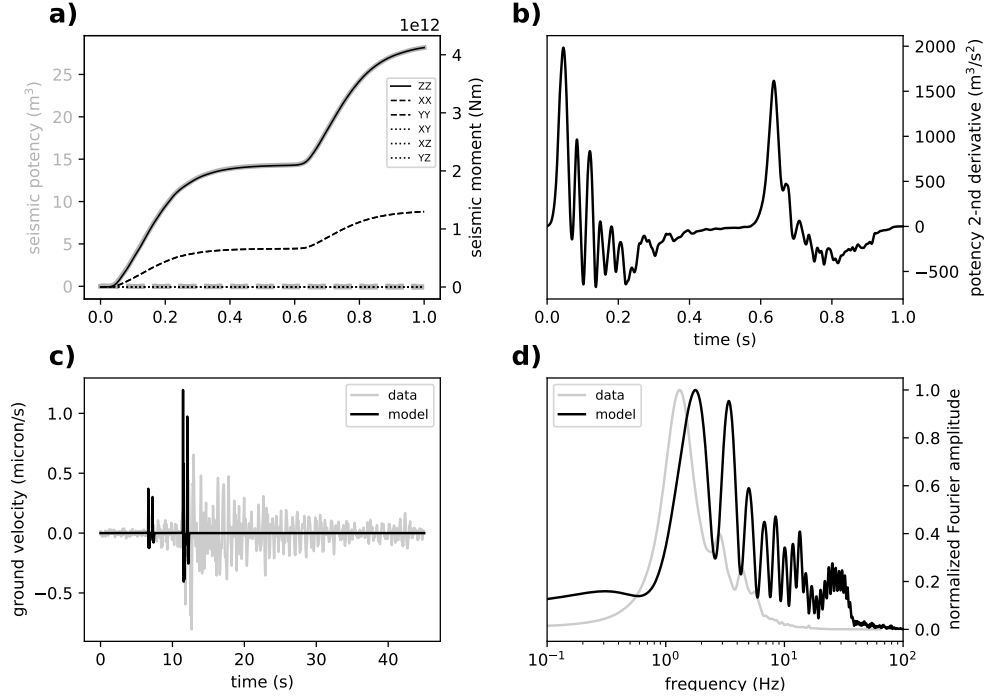 a)
1e12
seismic potency (m³)
25
20
15
10
5
0
4
3
2
1
0
seismic moment (Nm)
ZZ
XX
YY
XY
XZ
YZ
0.0 0.2 0.4 0.6 0.8 1.0
b)
2000
1500
1000
500
0
−500
potency 2-nd derivative (m³/s²)
0.0 0.2 0.4 0.6 0.8 1.0
time (s)
c)
ground velocity (micron/s)
1.0
0.5
0.0
−0.5
data
model
0 10 20 30 40
time (s)
d)
data
model
1.0
0.8
0.6
0.4
0.2
0.0
normalized Fourier amplitude
10⁻¹ 10⁰ 10¹ 10²
frequency (Hz)